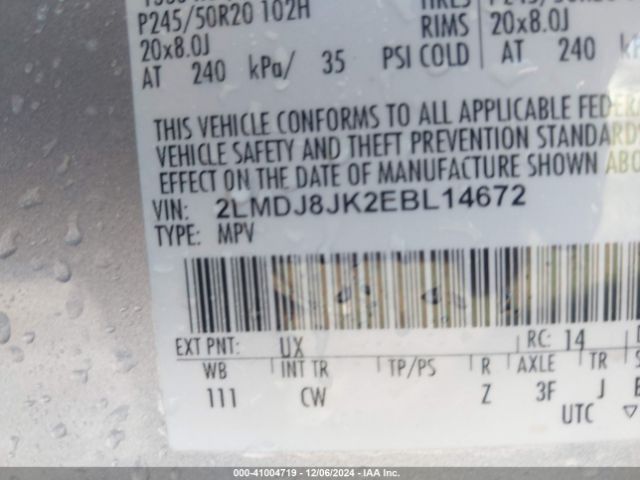 P245/50R20 102H
RIMS 20x8.0J
20x8.0J
AT 240 kPa/ 35 PSI COLD AT 240
THIS VEHICLE CONFORMS TO ALL APPLICABLE FEDER
VEHICLE SAFETY AND THEFT PREVENTION STANDARD
EFFECT ON THE DATE OF MANUFACTURE SHOWN ABO
VIN: 2LMDJ8JK2EBL14672
TYPE: MPV
EXT PNT: UX RC: 14
WB INT TR TP/PS R AXLE TR
111 CW Z 3F J
UTC
000-41004719 – 12/06/2024 – IAA Inc.